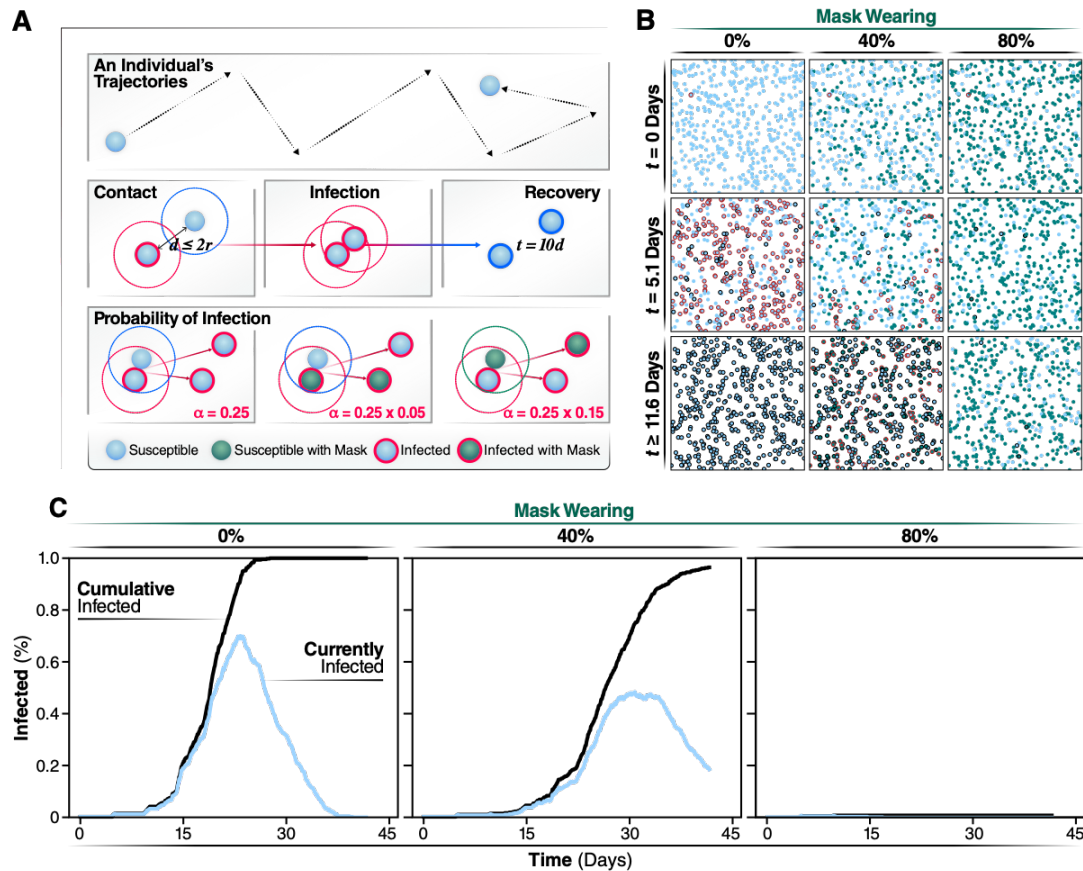 A
An Individual's
Trajectories
Contact
d ≤ 2r
Infection
Recovery
t = 10d
Probability of Infection
α = 0.25
α = 0.25 x 0.05
α = 0.25 x 0.15
Susceptible
Susceptible with Mask
Infected
Infected with Mask
B
Mask Wearing
0%
40%
80%
t = 0 Days
t = 5.1 Days
t ≥ 11.6 Days
C
Mask Wearing
0%
40%
80%
Infected (%)
1.0
0.8
0.6
0.4
0.2
0
Cumulative
Infected
Currently
Infected
0
15
30
45
0
15
30
45
0
15
30
45
Time (Days)